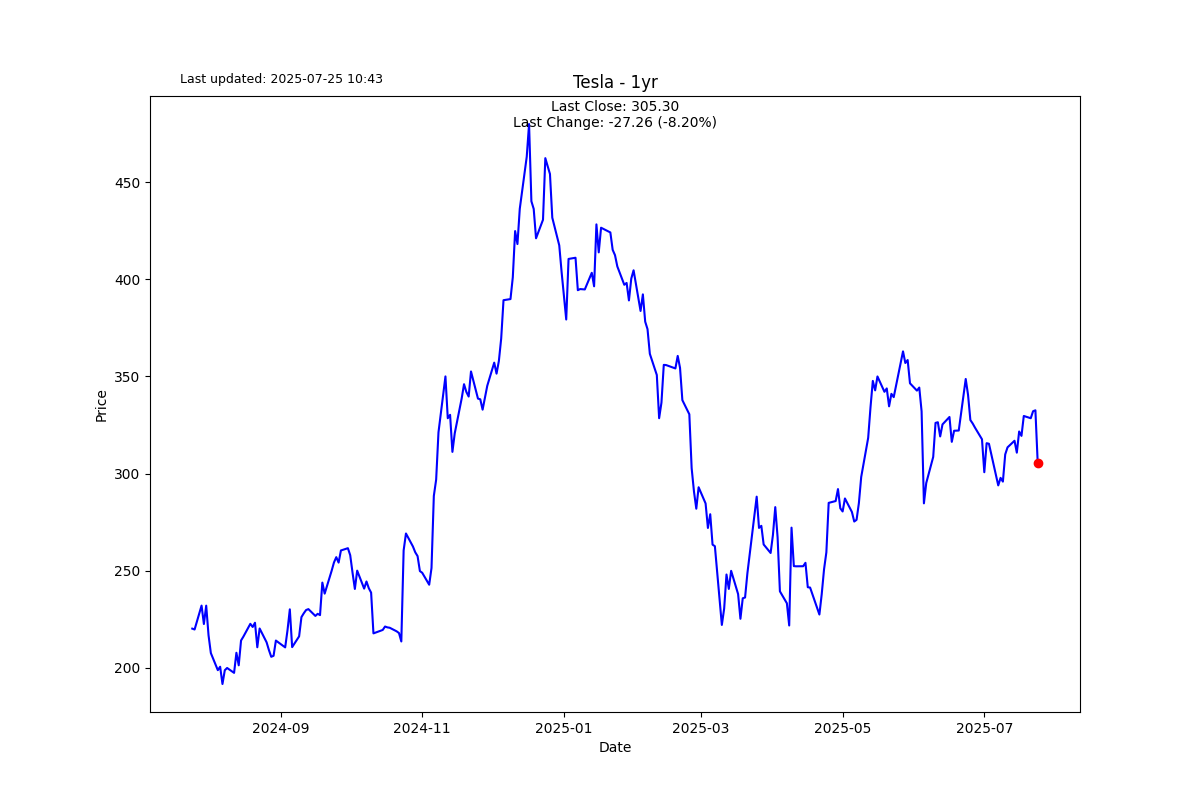 Last updated: 2025-07-25 10:43
Tesla - 1yr
Last Close: 305.30
Last Change: -27.26 (-8.20%)
450
400
350
300
250
200
Price
2024-09 2024-11 2025-01 2025-03 2025-05 2025-07
Date